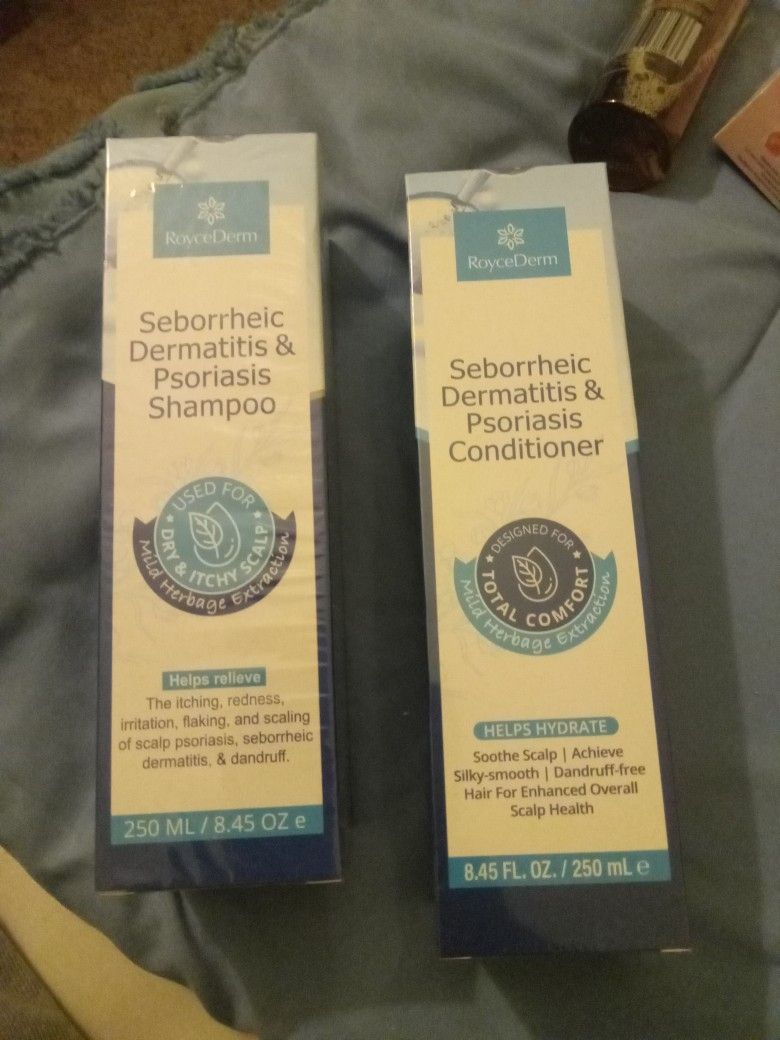 RoyceDerm
Seborrheic
Dermatitis &
Psoriasis
Shampoo
USED FOR
DRY & ITCHY SCALP
Mild Herbage Extraction
Helps relieve
The itching, redness,
irritation, flaking, and scaling
of scalp psoriasis, seborrheic
dermatitis, & dandruff.
250 ML / 8.45 OZ e
RoyceDerm
Seborrheic
Dermatitis &
Psoriasis
Conditioner
DESIGNED FOR
TOTAL COMFORT
Mild Herbage Extraction
HELPS HYDRATE
Soothe Scalp | Achieve
Silky-smooth | Dandruff-free
Hair For Enhanced Overall
Scalp Health
8.45 FL. OZ. / 250 mL e